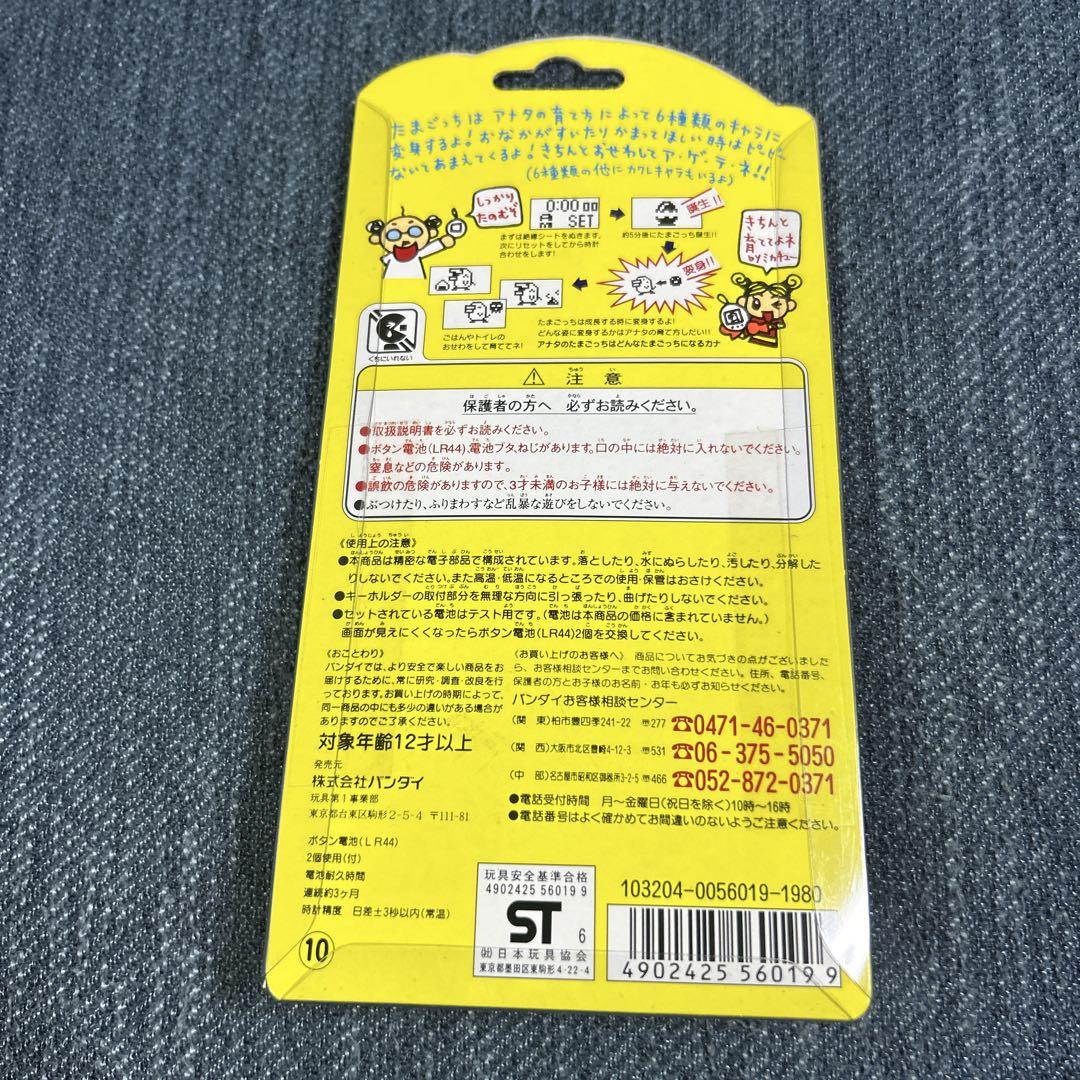 たまごっちは アナタの育て方によって6種類のキャラに
変身するよ！おなかがすいたり かまってほしい時はピーピー
ないてあまえてくるよ！きちんとおせわしてア・ゲ・テ・ネ!!
(6種類の他にカクレキャラもいるよ)
しっかり
たのむぞ
0:00 00
AM SET
誕生!!
まずは絶縁シートをぬきます。
次にリセットをしてから時計
合わせをします！
約5分後にたまごっち誕生!!
きちんと
育ててよネ
byミカチュー
変身!!
たまごっちは成長する時に変身するよ！
どんな姿に変身するかはアナタの育て方しだい!!
アナタのたまごっちはどんなたまごっちになるカナ
ごはんやトイレの
おせわをして育ててネ！
くちにいれない
⚠ 注意
保護者の方へ 必ずお読みください。
●取扱説明書を必ずお読みください。
●ボタン電池(LR44)、電池ブタ、ねじがあります。口の中には絶対に入れないでください。
窒息などの危険があります。
●誤飲の危険がありますので、3才未満のお子様には絶対に与えないでください。
●ぶつけたり、ふりまわすなど乱暴な遊びをしないでください。
《使用上の注意》
●本商品は精密な電子部品で構成されています。落としたり、水にぬらしたり、汚したり、分解した
りしないでください。また高温・低温になるところでの使用・保管はおさけください。
●キーホルダーの取付部分を無理な方向に引っ張ったり、曲げたりしないでください。
●セットされている電池はテスト用です。(電池は本商品の価格に含まれていません。)
画面が見えにくくなったらボタン電池(LR44)2個を交換してください。
《おことわり》
バンダイでは、より安全で楽しい商品をお
届けするために、常に研究・調査・改良を行
っております。お買い上げの時期によって、
同一商品の中にも多少の違いがある場合が
ありますのでご了承ください。
対象年齢12才以上
発売元
株式会社バンダイ
玩具第1事業部
東京都台東区駒形2-5-4 〒111-81
《お買い上げのお客様へ》 商品についてお気づきの点がございました
ら、お客様相談センターまでお問い合わせください。住所、電話番号、
保護者の方とお子様のお名前・お年も必ずお知らせください。
バンダイお客様相談センター
(関 東)柏市豊四季241-22 〠277 ☎0471-46-0371
(関 西)大阪市北区豊崎4-12-3 〠531 ☎06-375-5050
(中 部)名古屋市昭和区御器所3-2-5 〠466 ☎052-872-0371
●電話受付時間 月〜金曜日(祝日を除く)10時〜16時
●電話番号はよく確かめてお間違いのないようご注意ください。
ボタン電池(LR44)
2個使用(付)
電池耐久時間
連続約3ヶ月
時計精度 日差±3秒以内(常温)
10
玩具安全基準合格
4902425 56019 9
ST 6
(社)日本玩具協会
東京都墨田区東駒形4-22-4
103204-0056019-1980
4902425 560199